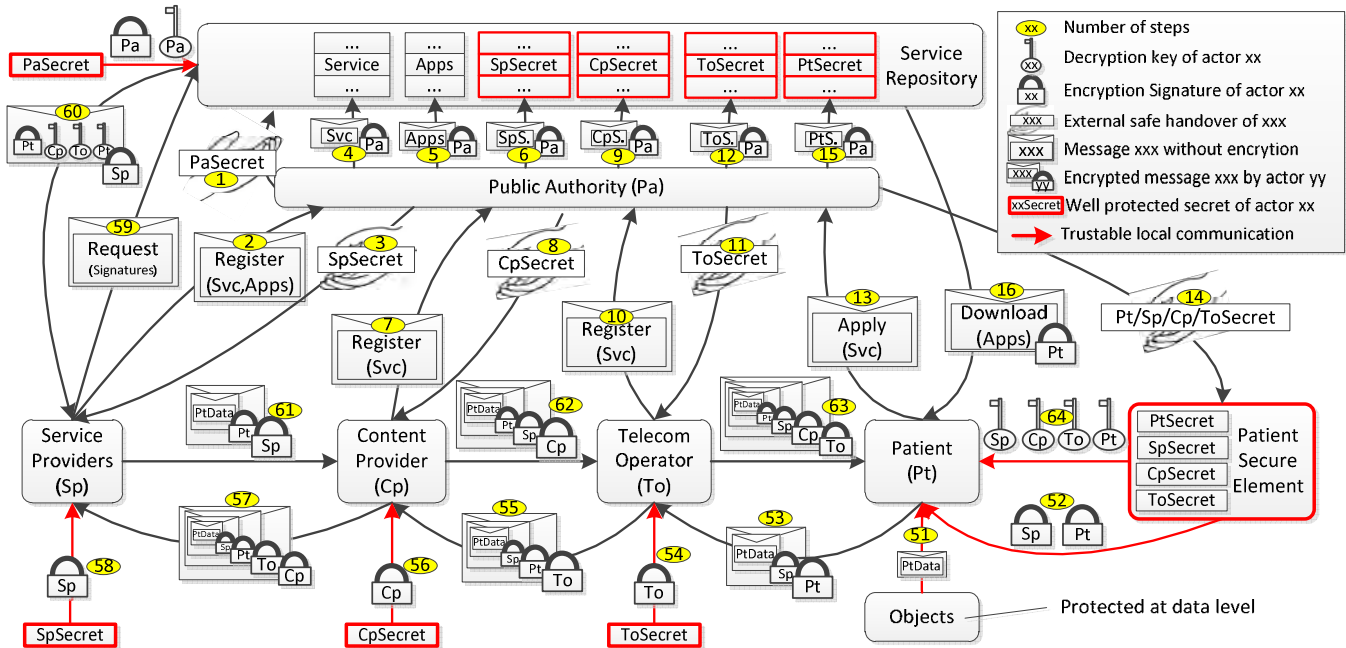 Pa
Pa
PaSecret
...
Service
...
...
Apps
...
...
SpSecret
...
...
CpSecret
...
...
ToSecret
...
...
PtSecret
...
Service
Repository
xx
Number of steps
xx
Decryption key of actor xx
xx
Encryption Signature of actor xx
xxx
External safe handover of xxx
xxx
Message xxx without encrytion
xxx
yy
Encrypted message xxx by actor yy
xxSecret
Well protected secret of actor xx
Trustable local communication
60
Pt
Cp
To
Pt
Sp
PaSecret
1
Svc
Pa
4
Apps
Pa
5
SpS.
Pa
6
CpS.
Pa
9
ToS.
Pa
12
PtS.
Pa
15
Public Authority (Pa)
59
Request
(Signatures)
2
Register
(Svc,Apps)
3
SpSecret
8
CpSecret
11
ToSecret
7
Register
(Svc)
10
Register
(Svc)
13
Apply
(Svc)
16
Download
(Apps)
Pt
14
Pt/Sp/Cp/ToSecret
61
PtData
Pt
Sp
62
PtData
Pt
Sp
Cp
63
PtData
Pt
Sp
Cp
To
64
Sp
Cp
To
Pt
Service
Providers
(Sp)
Content
Provider
(Cp)
Telecom
Operator
(To)
Patient
(Pt)
PtSecret
SpSecret
CpSecret
ToSecret
Patient
Secure
Element
57
PtData
Sp
Pt
To
Cp
55
PtData
Sp
Pt
To
53
PtData
Sp
Pt
51
PtData
52
Sp
Pt
58
Sp
56
Cp
54
To
Objects
Protected at data level
SpSecret
CpSecret
ToSecret